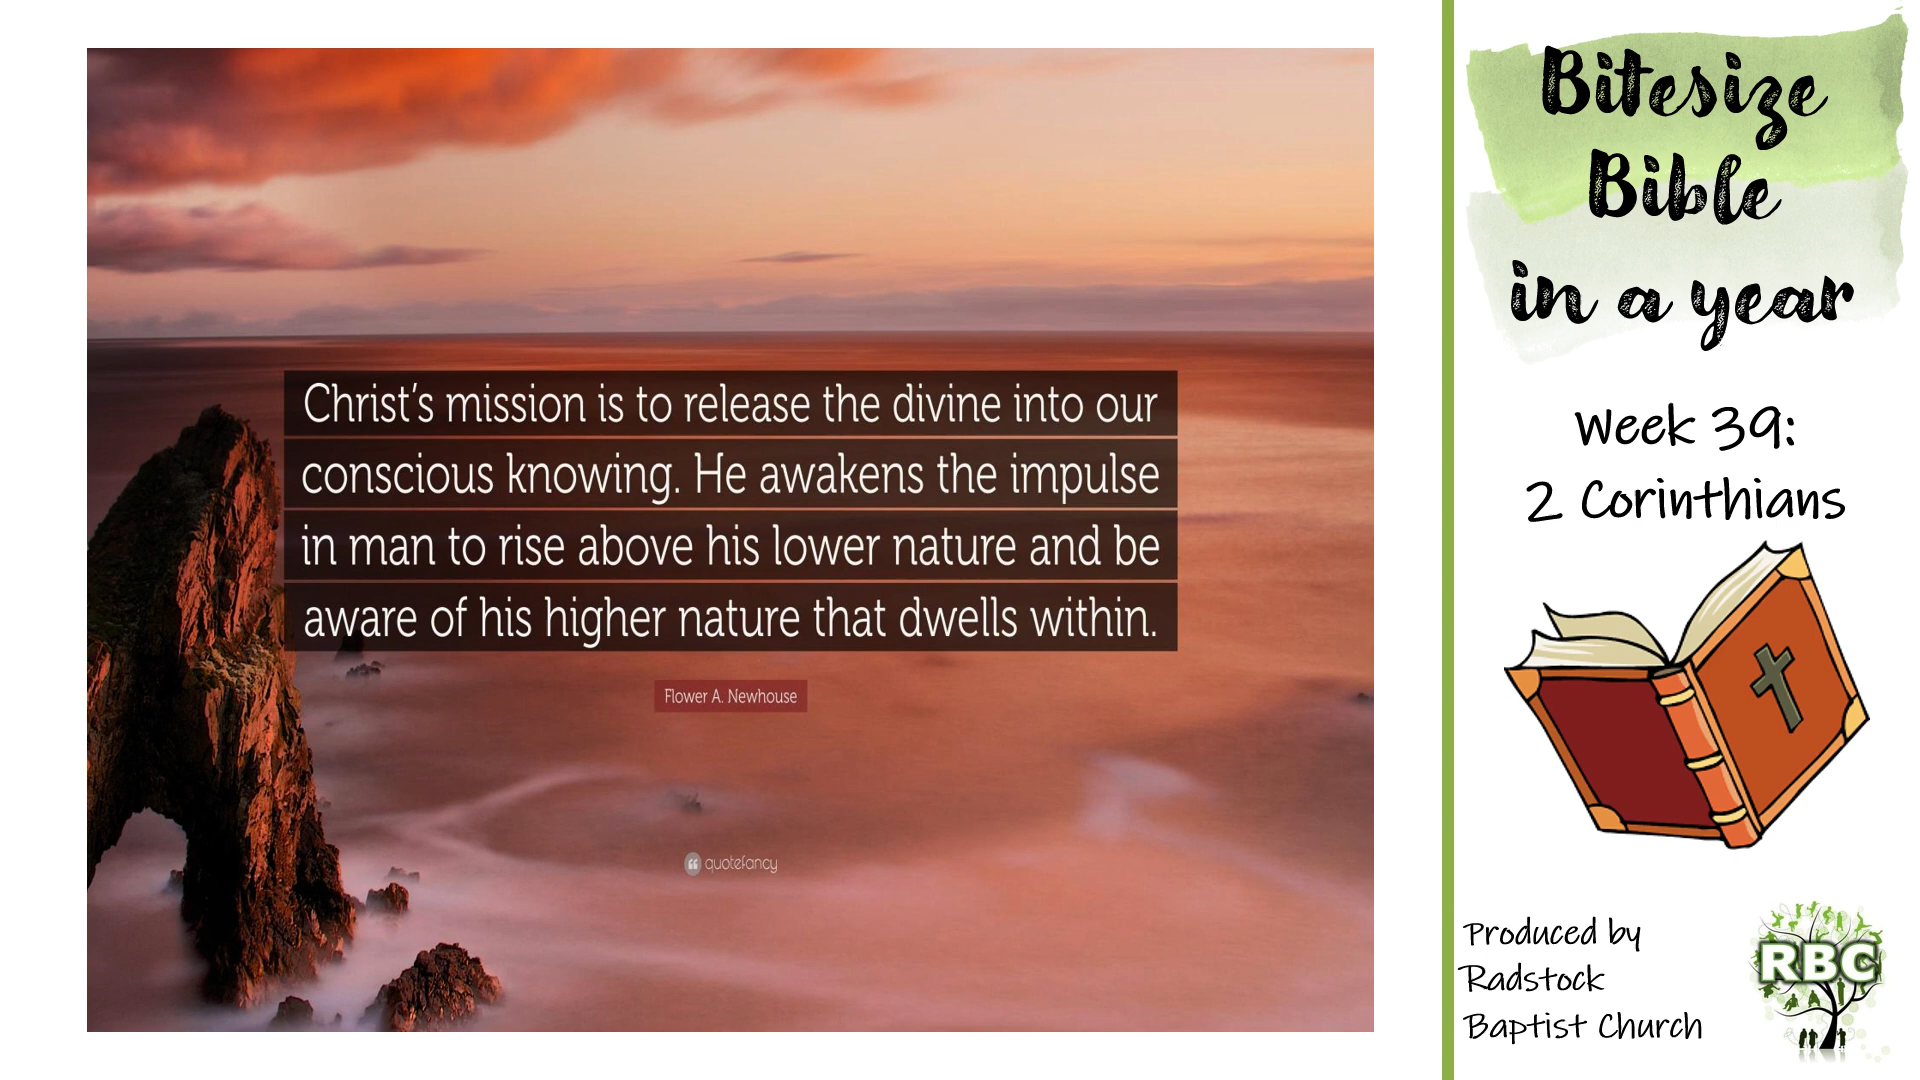 Christ’s mission is to release the divine into our
conscious knowing. He awakens the impulse
in man to rise above his lower nature and be
aware of his higher nature that dwells within.
Flower A. Newhouse
quotefancy
Bitesize
Bible
in a year
Week 39:
2 Corinthians
Produced by
Radstock
Baptist Church
RBC